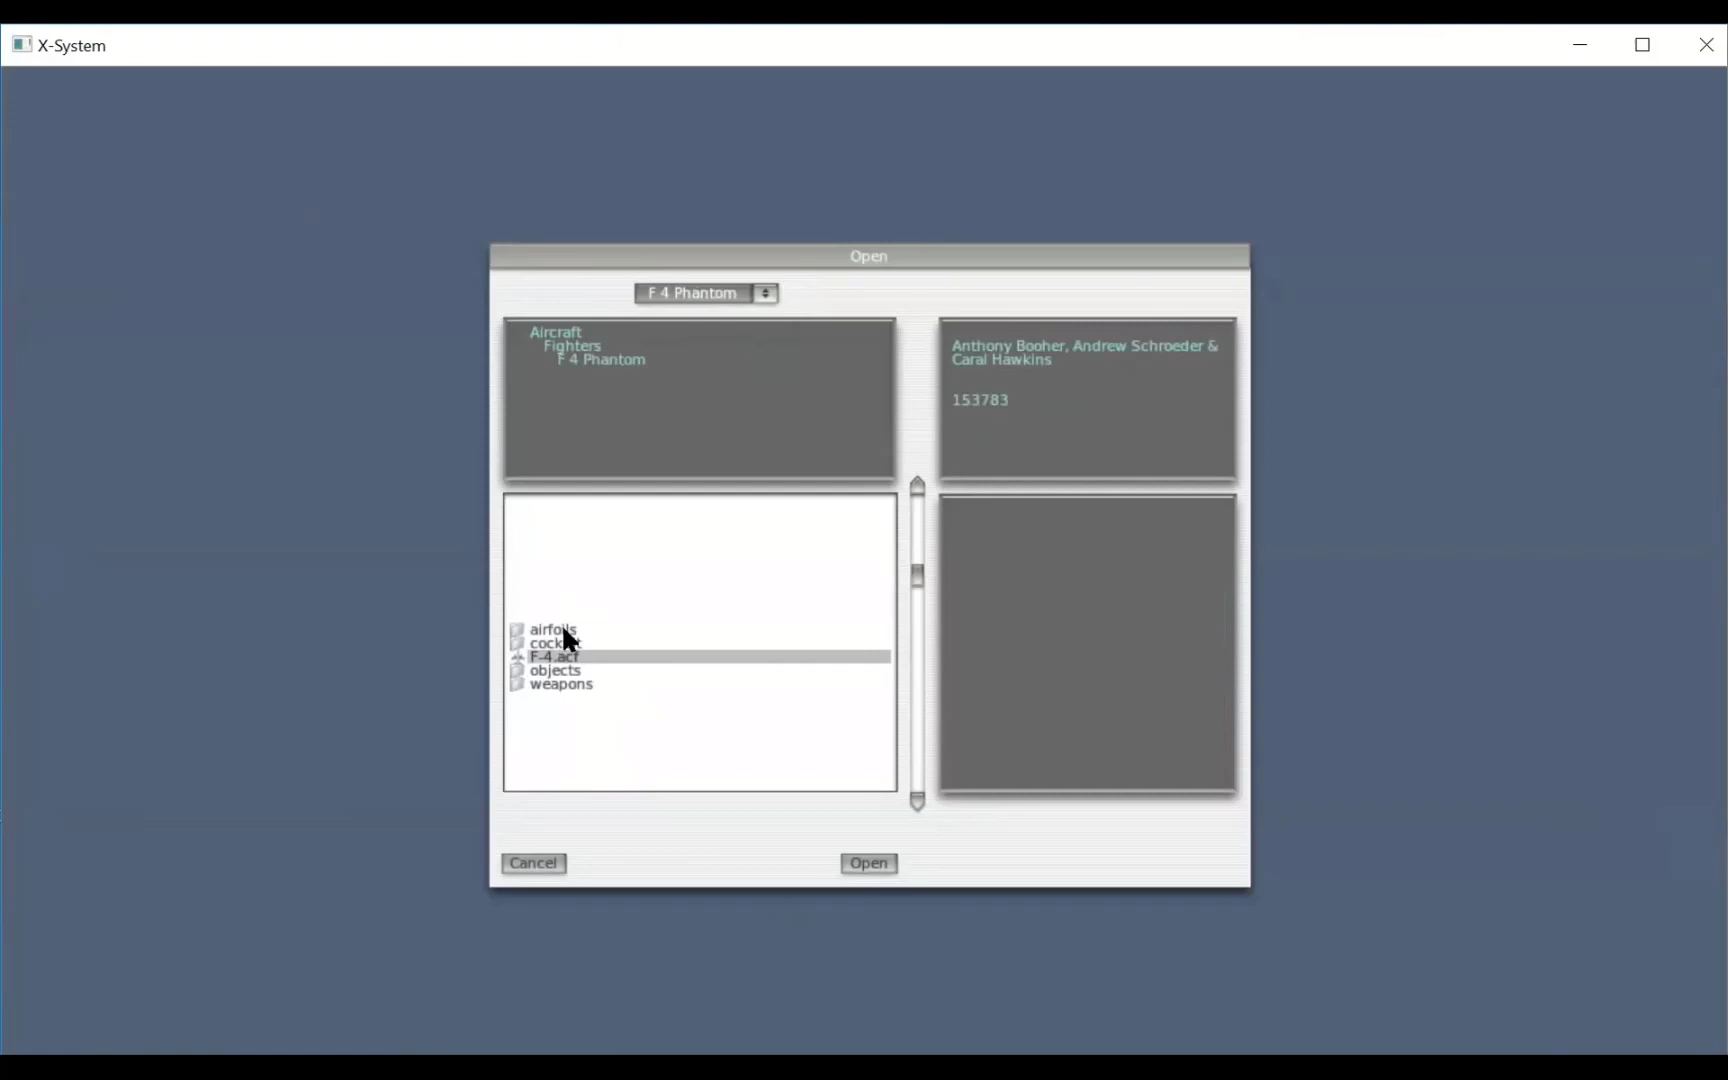 X-System
Open
F 4 Phantom
Aircraft
Fighters
F 4 Phantom
Anthony Booher, Andrew Schroeder &
Caral Hawkins
153783
airfoils
F-4.acf
objects
weapons
Cancel
Open